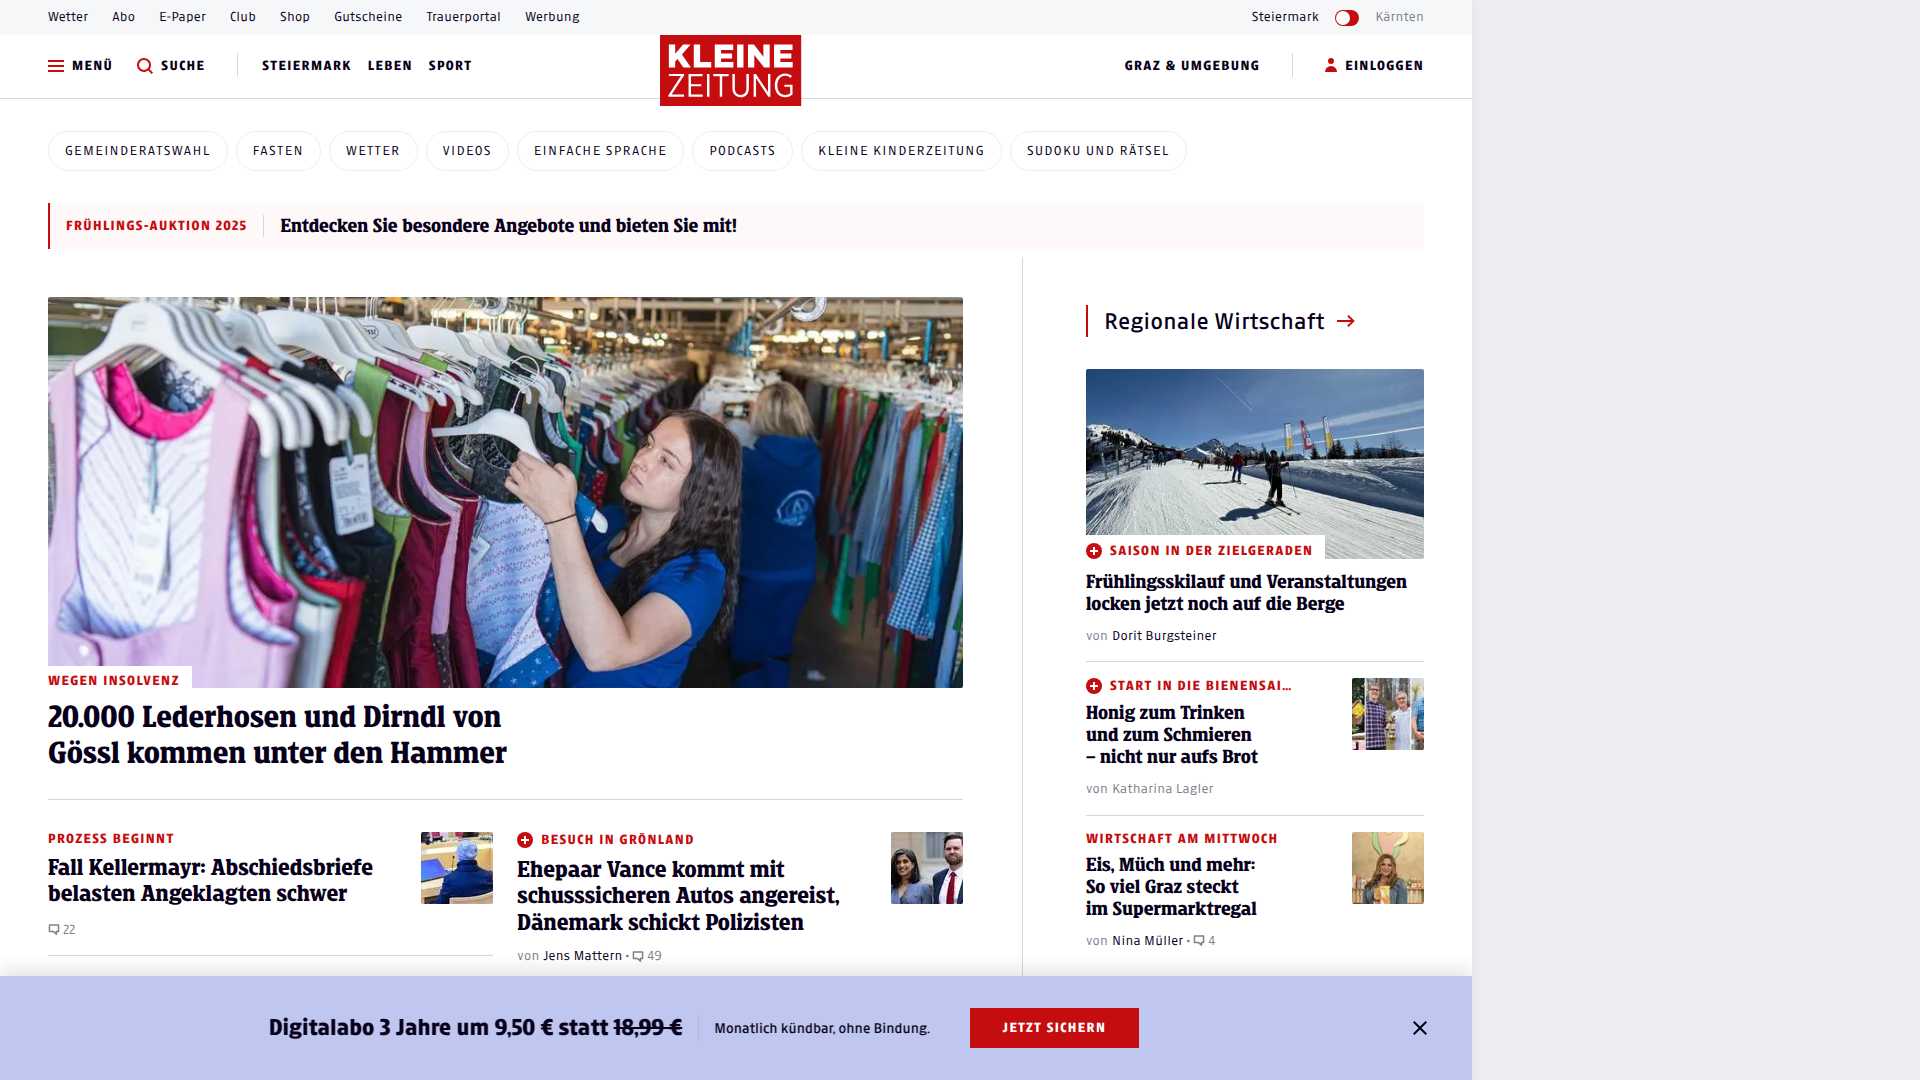 Wetter Abo E-Paper Club Shop Gutscheine Trauerportal Werbung Steiermark Kärnten
MENÜ SUCHE STEIERMARK LEBEN SPORT KLEINE ZEITUNG GRAZ & UMGEBUNG EINLOGGEN
GEMEINDERATSWAHL FASTEN WETTER VIDEOS EINFACHE SPRACHE PODCASTS KLEINE KINDERZEITUNG SUDOKU UND RÄTSEL
FRÜHLINGS-AUKTION 2025 Entdecken Sie besondere Angebote und bieten Sie mit!
WEGEN INSOLVENZ
20.000 Lederhosen und Dirndl von
Gössl kommen unter den Hammer
PROZESS BEGINNT
Fall Kellermayr: Abschiedsbriefe
belasten Angeklagten schwer
22
BESUCH IN GRÖNLAND
Ehepaar Vance kommt mit
schusssicheren Autos angereist,
Dänemark schickt Polizisten
von Jens Mattern • 49
Regionale Wirtschaft
SAISON IN DER ZIELGERADEN
Frühlingsskilauf und Veranstaltungen
locken jetzt noch auf die Berge
von Dorit Burgsteiner
START IN DIE BIENENSAI...
Honig zum Trinken
und zum Schmieren
– nicht nur aufs Brot
von Katharina Lagler
WIRTSCHAFT AM MITTWOCH
Eis, Müch und mehr:
So viel Graz steckt
im Supermarktregal
von Nina Müller • 4
Digitalabo 3 Jahre um 9,50 € statt 18,99 € Monatlich kündbar, ohne Bindung. JETZT SICHERN